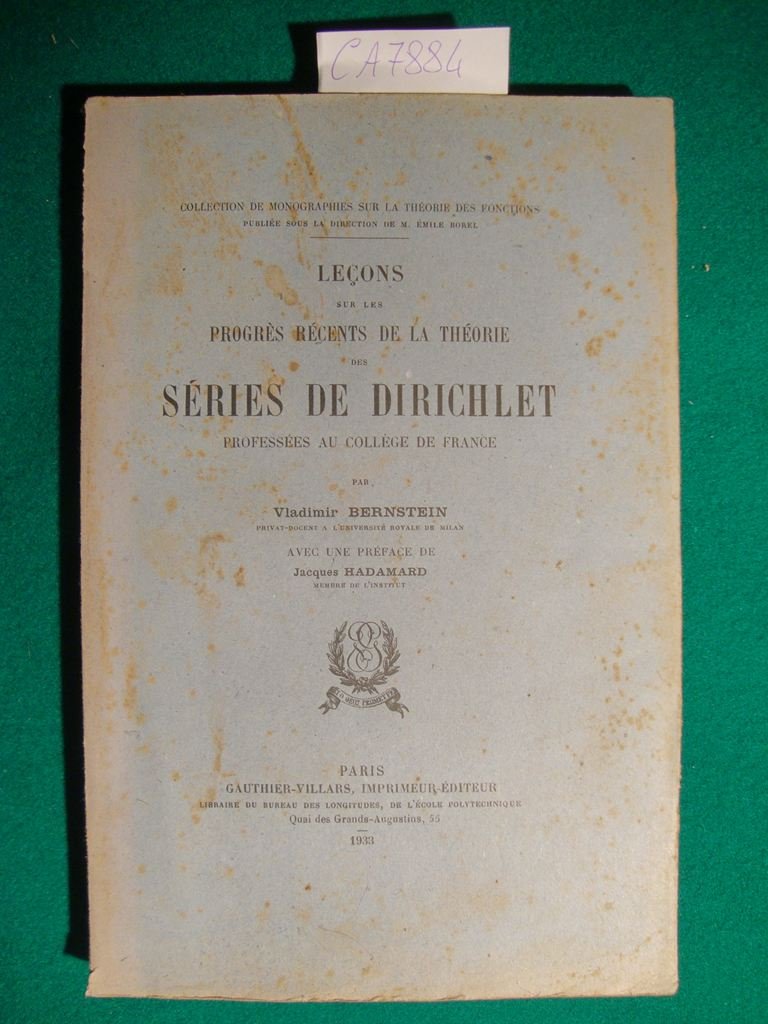 CA7884
COLLECTION DE MONOGRAPHIES SUR LA THÉORIE DES FONCTIONS
PUBLIÉE SOUS LA DIRECTION DE M. ÉMILE BOREL
LEÇONS
SUR LES
PROGRÈS RÉCENTS DE LA THÉORIE
DES
SÉRIES DE DIRICHLET
PROFESSÉES AU COLLÈGE DE FRANCE
PAR
Vladimir BERNSTEIN
PRIVAT-DOCENT A L'UNIVERSITÉ ROYALE DE MILAN
AVEC UNE PRÉFACE DE
Jacques HADAMARD
MEMBRE DE L'INSTITUT
PARIS
GAUTHIER-VILLARS, IMPRIMEUR-ÉDITEUR
LIBRAIRE DU BUREAU DES LONGITUDES, DE L'ÉCOLE POLYTECHNIQUE
Quai des Grands-Augustins, 55
1933